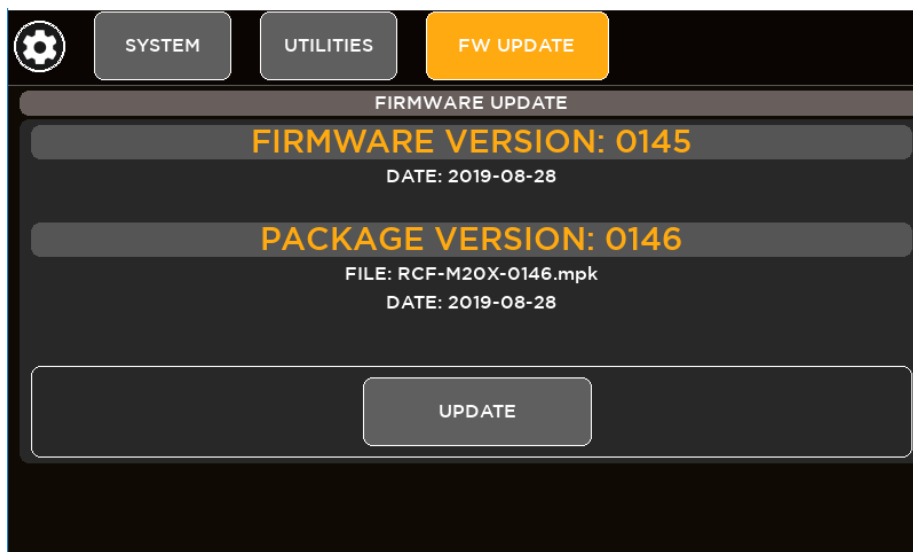 SYSTEM UTILITIES FW UPDATE
FIRMWARE UPDATE
FIRMWARE VERSION: 0145
DATE: 2019-08-28
PACKAGE VERSION: 0146
FILE: RCF-M20X-0146.mpk
DATE: 2019-08-28
UPDATE